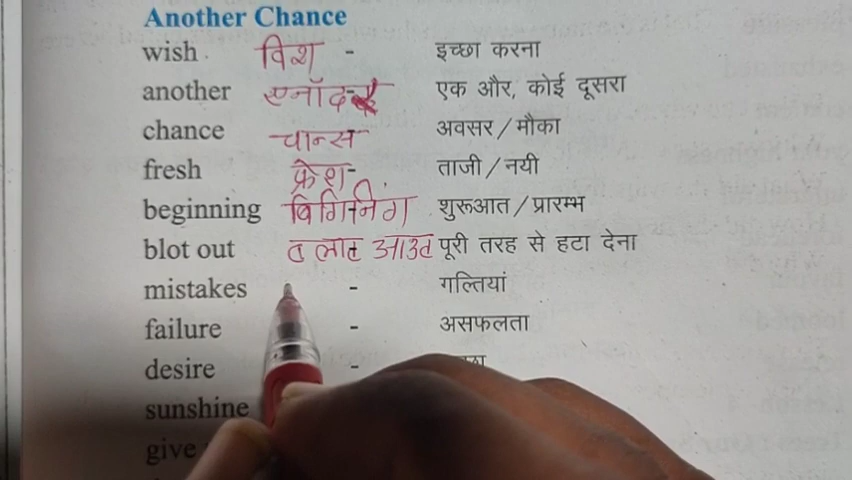 Another Chance
wish विश - इच्छा करना
another एनॉदर - एक और, कोई दूसरा
chance चान्स - अवसर/मौका
fresh फ्रेश - ताजी/नयी
beginning बिगिनिंग - शुरूआत/प्रारम्भ
blot out ब्लाट आउट पूरी तरह से हटा देना
mistakes - गल्तियां
failure - असफलता
desire -
sunshine
give